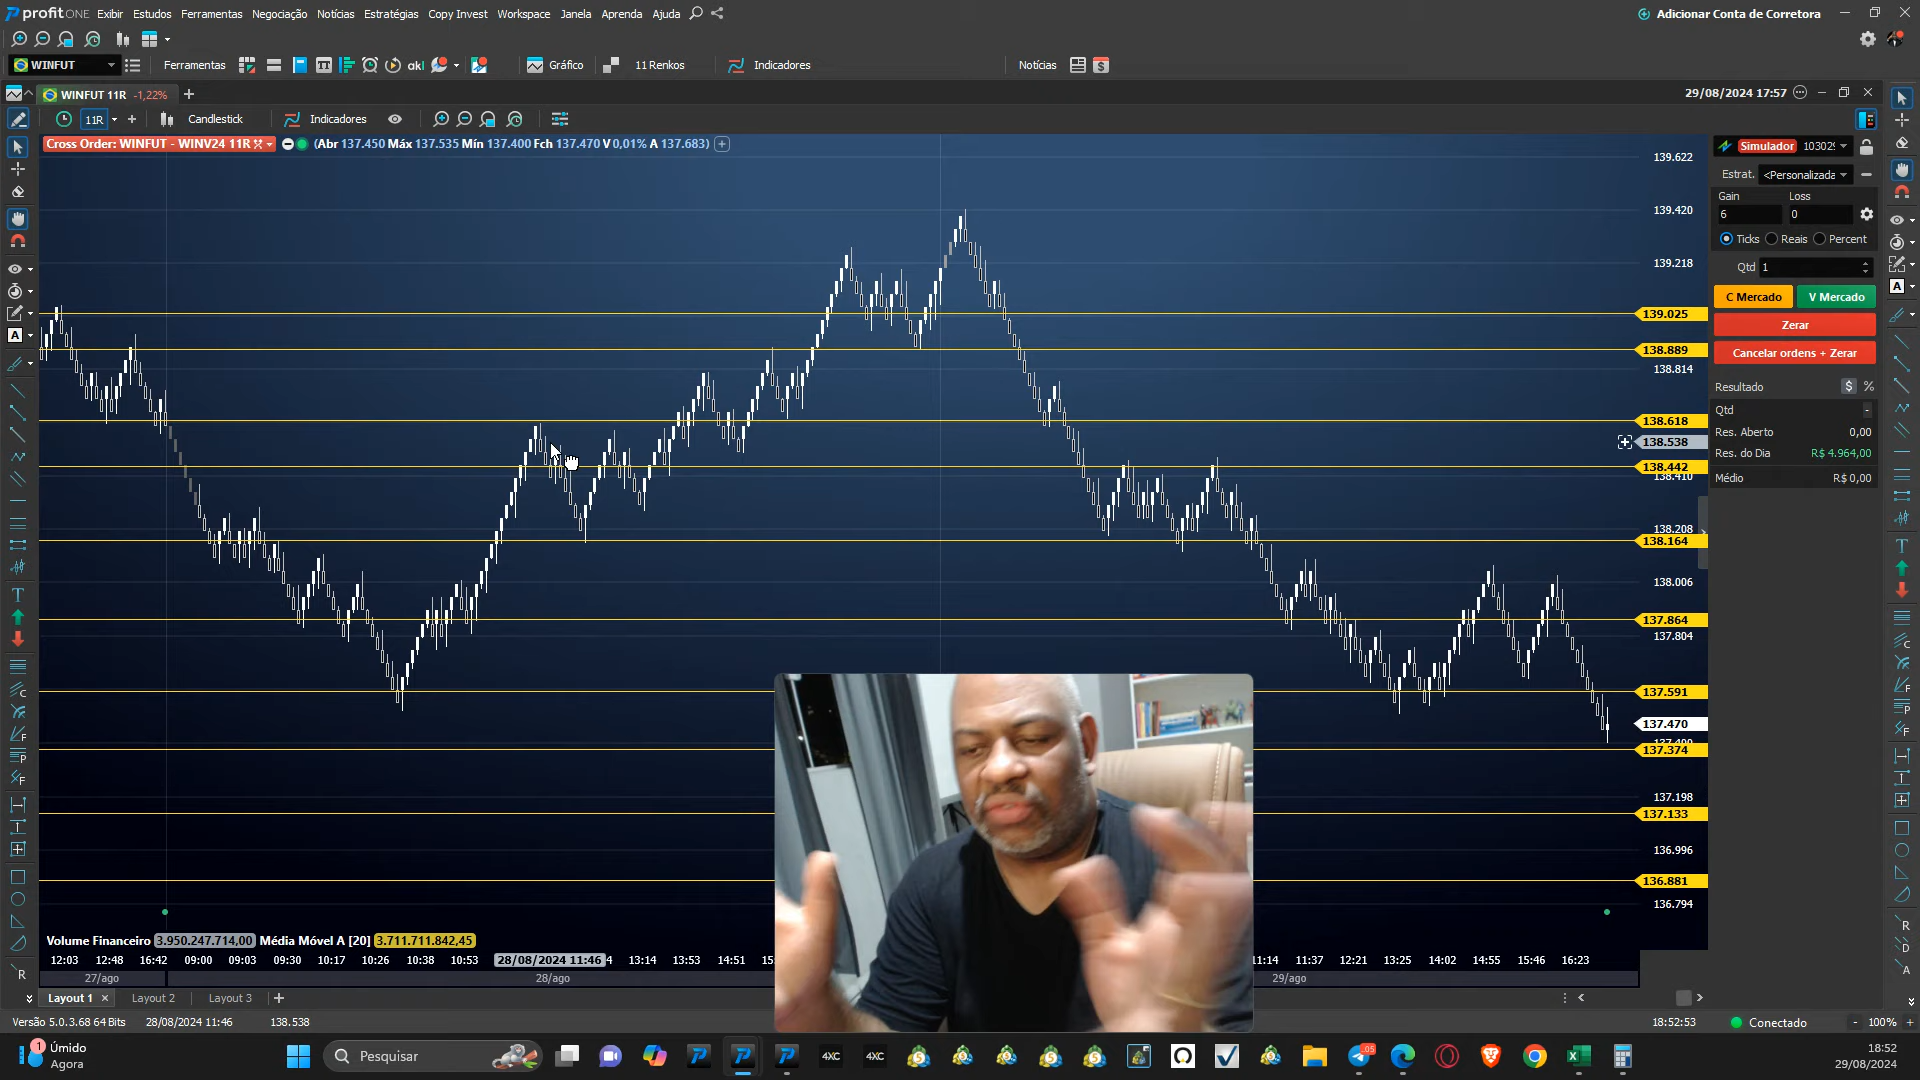 profitONE Exibir Estudos Ferramentas Negociação Notícias Estratégias Copy Invest Workspace Janela Aprenda Ajuda
Adicionar Conta de Corretora
WINFUT Ferramentas Gráfico 11 Renkos Indicadores Notícias
WINFUT 11R -1,22%
29/08/2024 17:57
11R Candlestick Indicadores
Cross Order: WINFUT - WINV24 11R
(Abr 137.450 Máx 137.535 Mín 137.400 Fch 137.470 V 0,01% A 137.683)
139.622
139.420
139.218
139.025
138.889
138.814
138.618
138.538
138.442
138.410
138.208
138.164
138.006
137.864
137.804
137.591
137.470
137.374
137.198
137.133
136.996
136.881
136.794
Simulador 10302
Estrat. <Personalizada
Gain Loss
6 0
Ticks Reais Percent
Qtd 1
C Mercado V Mercado
Zerar
Cancelar ordens + Zerar
Resultado $ %
Qtd -
Res. Aberto 0,00
Res. do Dia R$ 4.964,00
Médio R$ 0,00
Volume Financeiro 3.950.247.714,00 Média Móvel A [20] 3.711.711.842,45
12:03 12:48 16:42 09:00 09:03 09:30 10:17 10:26 10:38 10:53 28/08/2024 11:46 4 13:14 13:53 14:51 15 11:14 11:37 12:21 13:25 14:02 14:55 15:46 16:23
27/ago 28/ago 29/ago
Layout 1 Layout 2 Layout 3
Versão 5.0.3.68 64 Bits 28/08/2024 11:46 138.538
18:52:53 Conectado - 100% +
Úmido
Agora
Pesquisar
4XC 4XC
18:52
29/08/2024